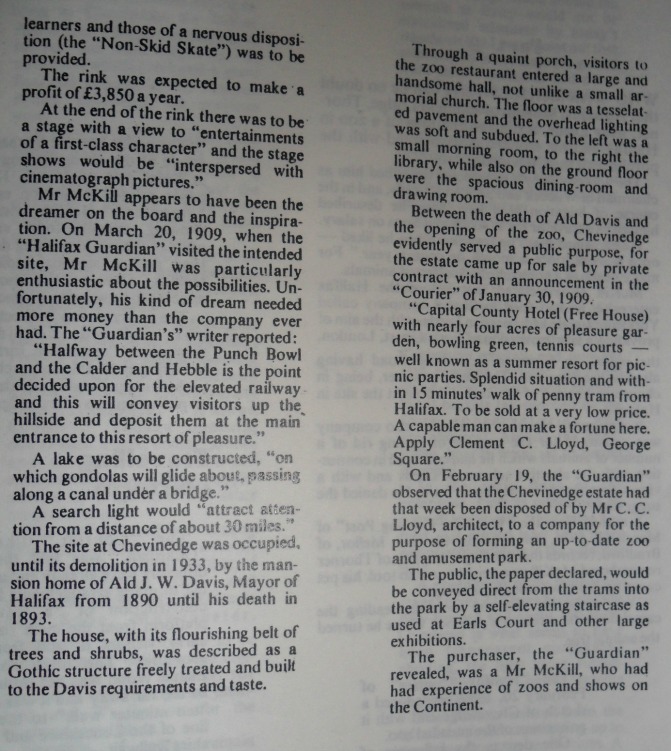 learners and those of a nervous disposi-
tion (the “Non-Skid Skate”) was to be
provided.
The rink was expected to make a
profit of £3,850 a year.
At the end of the rink there was to be
a stage with a view to “entertainments
of a first-class character” and the stage
shows would be “interspersed with
cinematograph pictures.”
Mr McKill appears to have been the
dreamer on the board and the inspira-
tion. On March 20, 1909, when the
“Halifax Guardian” visited the intended
site, Mr McKill was particularly
enthusiastic about the possibilities. Un-
fortunately, his kind of dream needed
more money than the company ever
had. The “Guardian’s” writer reported:
“Halfway between the Punch Bowl
and the Calder and Hebble is the point
decided upon for the elevated railway
and this will convey visitors up the
hillside and deposit them at the main
entrance to this resort of pleasure.”
A lake was to be constructed, “on
which gondolas will glide about, passing
along a canal under a bridge.”
A search light would “attract atten-
tion from a distance of about 30 miles.”
The site at Chevinedge was occupied,
until its demolition in 1933, by the man-
sion home of Ald J. W. Davis, Mayor of
Halifax from 1890 until his death in
1893.
The house, with its flourishing belt of
trees and shrubs, was described as a
Gothic structure freely treated and built
to the Davis requirements and taste.
Through a quaint porch, visitors to
the zoo restaurant entered a large and
handsome hall, not unlike a small ar-
morial church. The floor was a tesselat-
ed pavement and the overhead lighting
was soft and subdued. To the left was a
small morning room, to the right the
library, while also on the ground floor
were the spacious dining-room and
drawing room.
Between the death of Ald Davis and
the opening of the zoo, Chevinedge
evidently served a public purpose, for
the estate came up for sale by private
contract with an announcement in the
“Courier” of January 30, 1909.
“Capital County Hotel (Free House)
with nearly four acres of pleasure gar-
den, bowling green, tennis courts —
well known as a summer resort for pic-
nic parties. Splendid situation and with-
in 15 minutes’ walk of penny tram from
Halifax. To be sold at a very low price.
A capable man can make a fortune here.
Apply Clement C. Lloyd, George
Square.”
On February 19, the “Guardian”
observed that the Chevinedge estate had
that week been disposed of by Mr C. C.
Lloyd, architect, to a company for the
purpose of forming an up-to-date zoo
and amusement park.
The public, the paper declared, would
be conveyed direct from the trams into
the park by a self-elevating staircase as
used at Earls Court and other large
exhibitions.
The purchaser, the “Guardian”
revealed, was a Mr McKill, who had
had experience of zoos and shows on
the Continent.